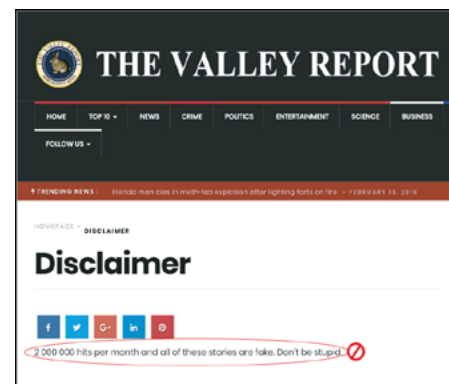 THE VALLEY REPORT
HOME TOP 10 NEWS CRIME POLITICS ENTERTAINMENT SCIENCE BUSINESS
FOLLOW US
TRENDING NEWS: Florida man dies in meth-lab explosion after lighting farts on fire - FEBRUARY 13, 2016
HOMEPAGE DISCLAIMER
Disclaimer
f G+ in
2 000 000 hits per month and all of these stories are fake. Don't be stupid.